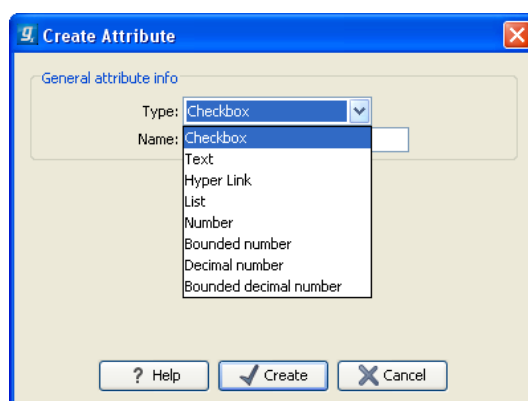 g. Create Attribute
General attribute info
Type: Checkbox
Name: Checkbox
Text
Hyper Link
List
Number
Bounded number
Decimal number
Bounded decimal number
? Help Create Cancel